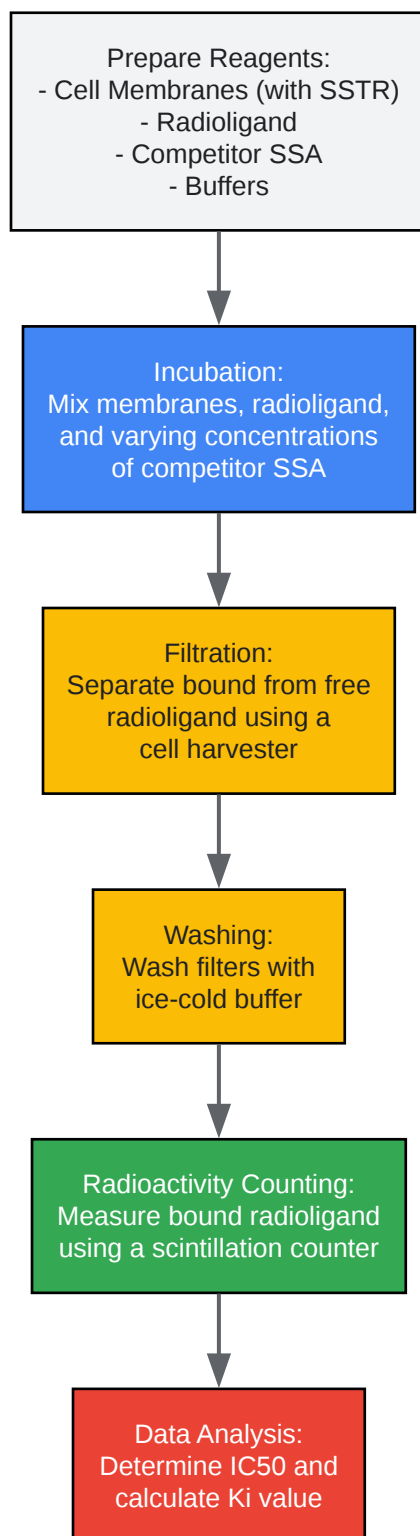 Prepare Reagents:
- Cell Membranes (with SSTR)
- Radioligand
- Competitor SSA
- Buffers
Incubation:
Mix membranes, radioligand,
and varying concentrations
of competitor SSA
Filtration:
Separate bound from free
radioligand using a
cell harvester
Washing:
Wash filters with
ice-cold buffer
Radioactivity Counting:
Measure bound radioligand
using a scintillation counter
Data Analysis:
Determine IC50 and
calculate Ki value